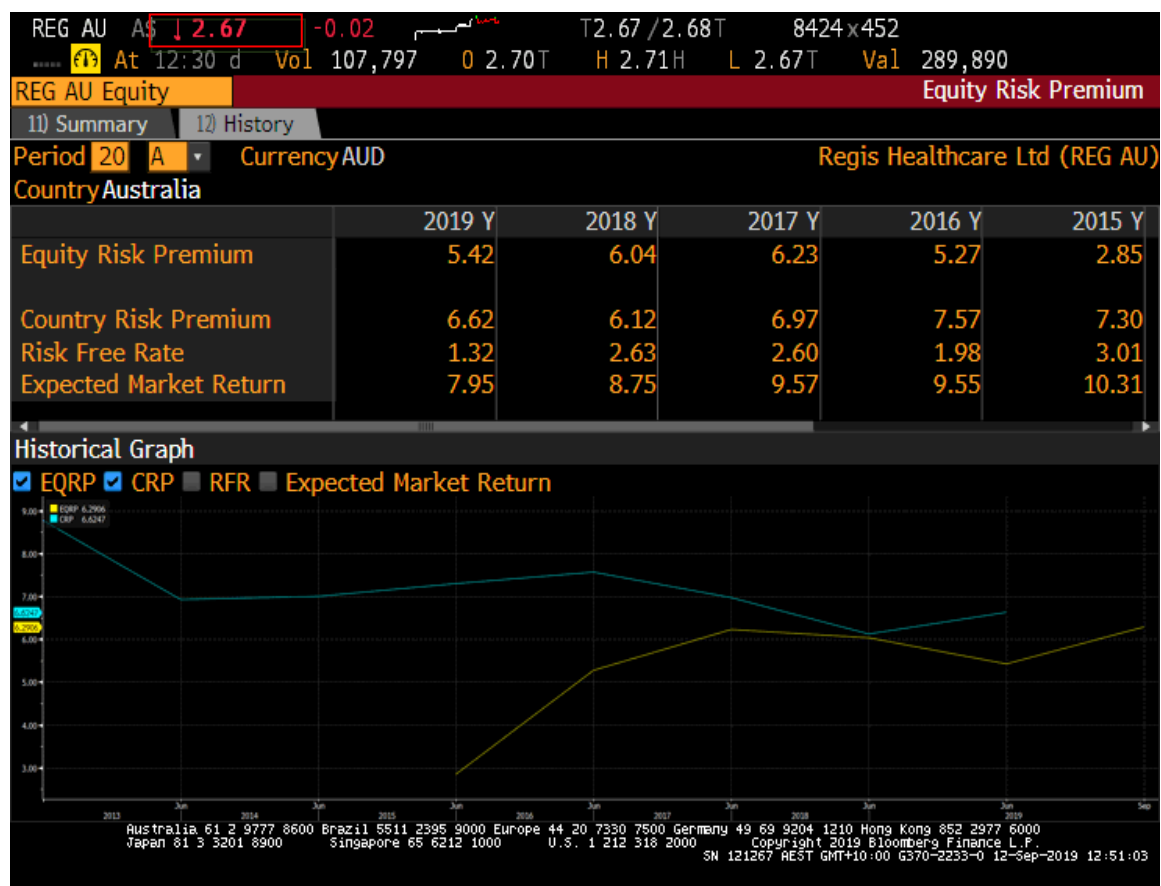 REG AU A$ ↓ 2.67 -0.02 T2.67 /2.68T 8424 x452
At 12:30 d Vol 107,797 O 2.70T H 2.71H L 2.67T Val 289,890
REG AU Equity Equity Risk Premium
11) Summary 12) History
Period 20 A Currency AUD Regis Healthcare Ltd (REG AU)
Country Australia
2019 Y 2018 Y 2017 Y 2016 Y 2015 Y
Equity Risk Premium 5.42 6.04 6.23 5.27 2.85
Country Risk Premium 6.62 6.12 6.97 7.57 7.30
Risk Free Rate 1.32 2.63 2.60 1.98 3.01
Expected Market Return 7.95 8.75 9.57 9.55 10.31
Historical Graph
EQRP CRP RFR Expected Market Return
9.00
EQRP 6.2906
CRP 6.6247
8.00
7.00
6.6247
6.2906
6.00
5.00
4.00
3.00
Jun Jun Jun Jun Jun Jun Jun Sep
2013 2014 2015 2016 2017 2018 2019
Australia 61 2 9777 8600 Brazil 5511 2395 9000 Europe 44 20 7330 7500 Germany 49 69 9204 1210 Hong Kong 852 2977 6000
Japan 81 3 3201 8900 Singapore 65 6212 1000 U.S. 1 212 318 2000 Copyright 2019 Bloomberg Finance L.P.
SN 121267 AEST GMT+10:00 G370-2233-0 12-Sep-2019 12:51:03